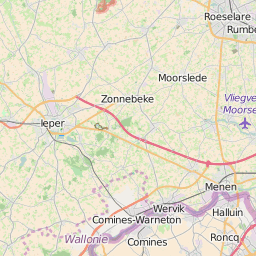 Roeselare
Rumbe
Moorslede
Zonnebeke
Vliegve
Moorse
Ieper
Menen
Wervik
Halluin
Comines-Warneton
Roncq
Wallonie
Comines